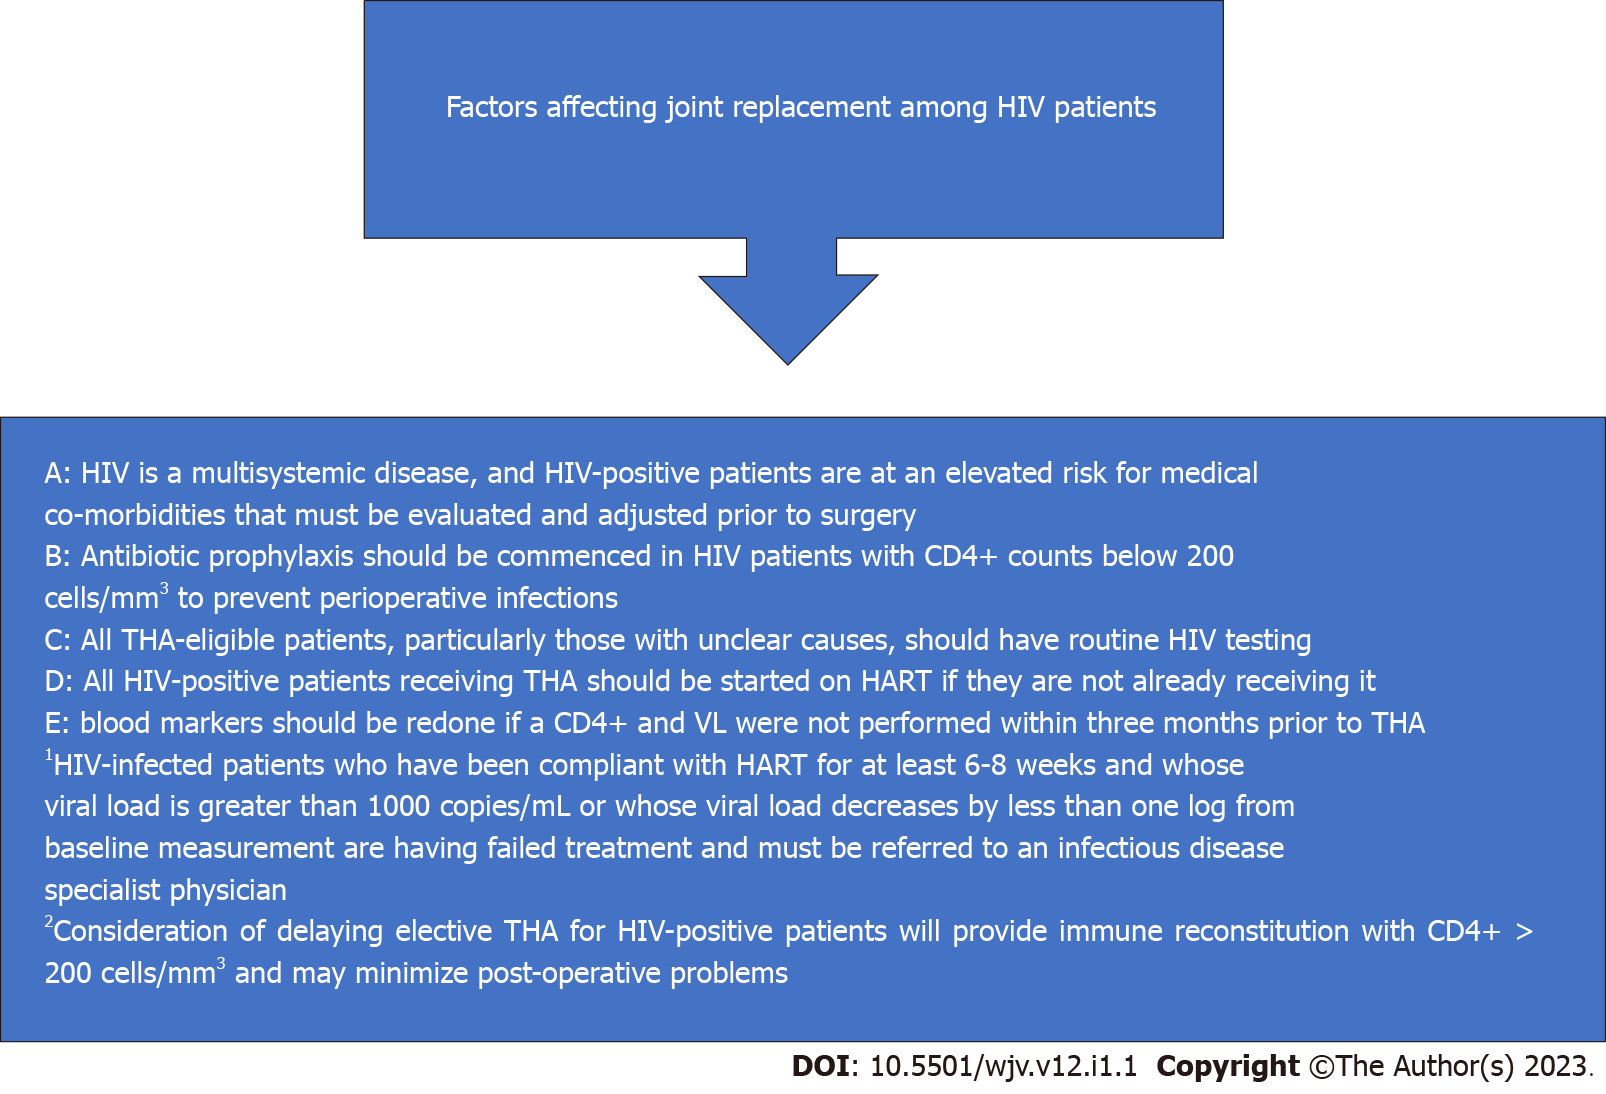 Factors affecting joint replacement among HIV patients
A: HIV is a multisystemic disease, and HIV-positive patients are at an elevated risk for medical
co-morbidities that must be evaluated and adjusted prior to surgery
B: Antibiotic prophylaxis should be commenced in HIV patients with CD4+ counts below 200
cells/mm³ to prevent perioperative infections
C: All THA-eligible patients, particularly those with unclear causes, should have routine HIV testing
D: All HIV-positive patients receiving THA should be started on HART if they are not already receiving it
E: blood markers should be redone if a CD4+ and VL were not performed within three months prior to THA
¹HIV-infected patients who have been compliant with HART for at least 6-8 weeks and whose
viral load is greater than 1000 copies/mL or whose viral load decreases by less than one log from
baseline measurement are having failed treatment and must be referred to an infectious disease
specialist physician
²Consideration of delaying elective THA for HIV-positive patients will provide immune reconstitution with CD4+ >
200 cells/mm³ and may minimize post-operative problems
DOI: 10.5501/wjv.v12.i1.1 Copyright ©The Author(s) 2023.